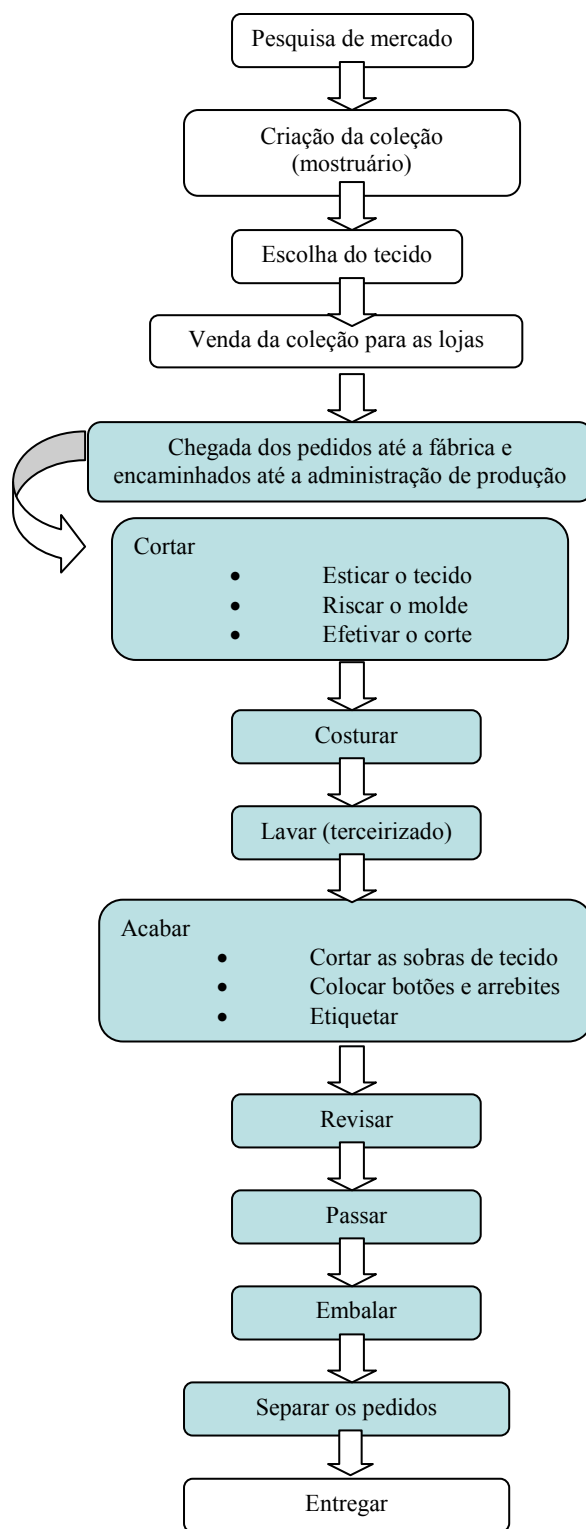 Pesquisa de mercado
Criação da coleção
(mostruário)
Escolha do tecido
Venda da coleção para as lojas
Chegada dos pedidos até a fábrica e
encaminhados até a administração de produção
Cortar
• Esticar o tecido
• Riscar o molde
• Efetivar o corte
Costurar
Lavar (terceirizado)
Acabar
• Cortar as sobras de tecido
• Colocar botões e arrebites
• Etiquetar
Revisar
Passar
Embalar
Separar os pedidos
Entregar